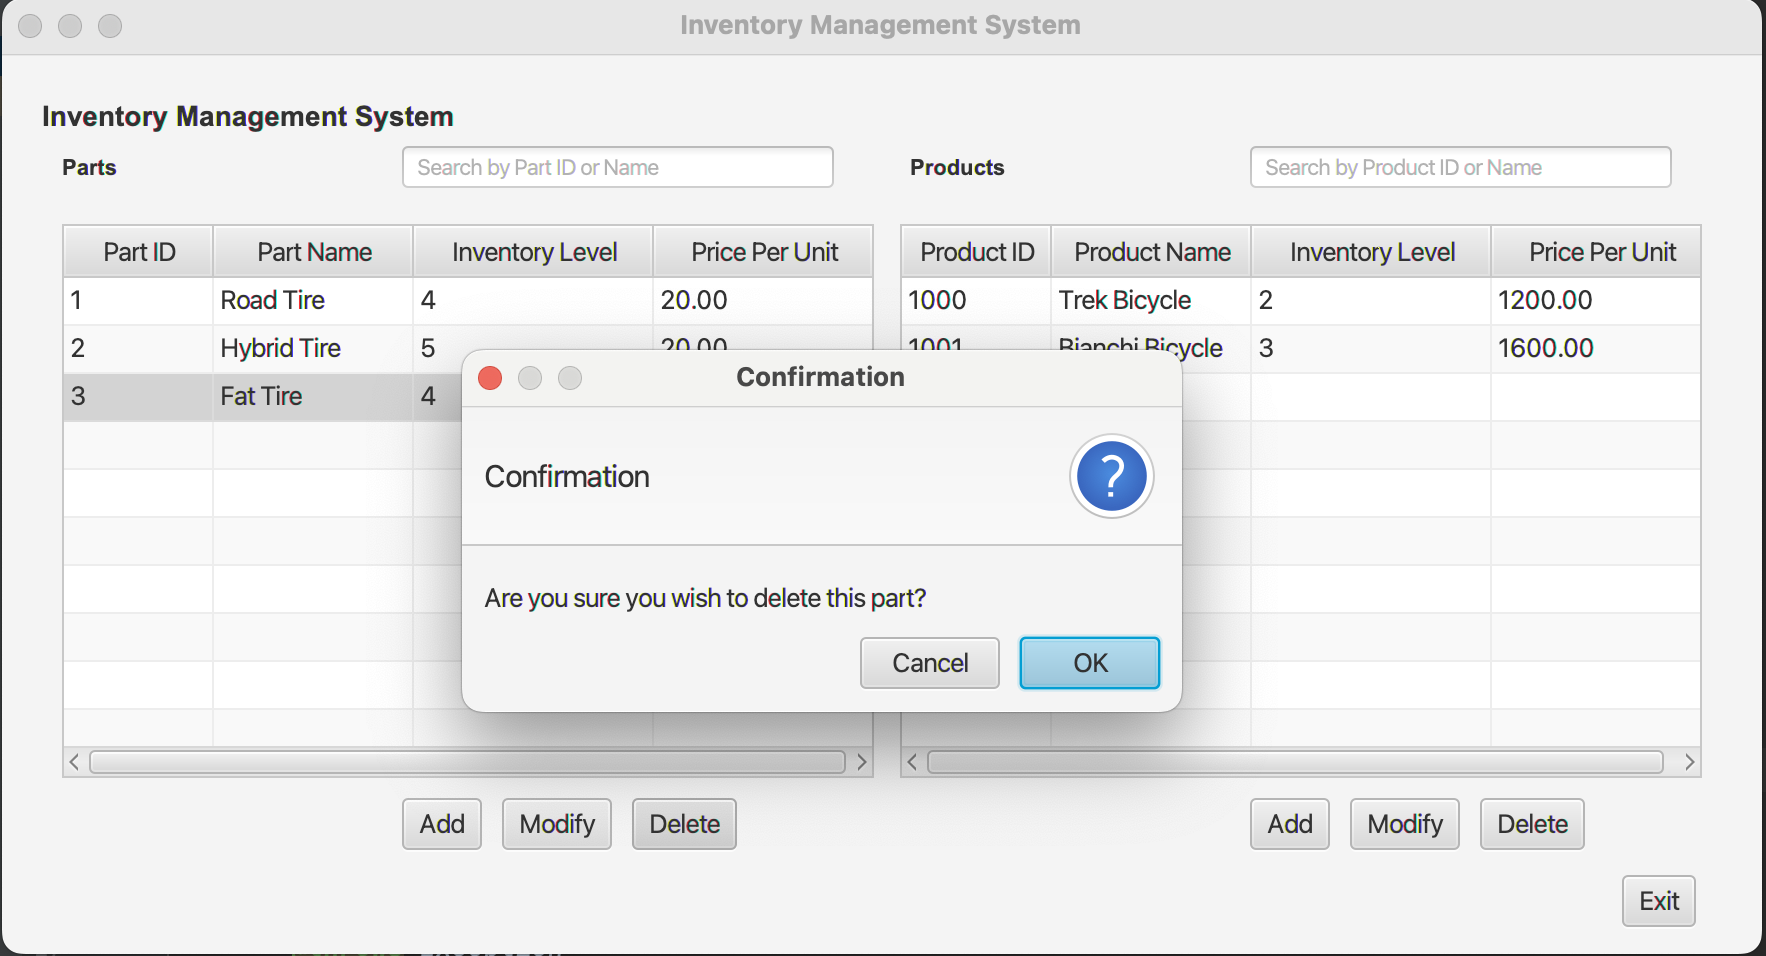 Inventory Management System
Inventory Management System
Parts
Search by Part ID or Name
Products
Search by Product ID or Name
Part ID Part Name Inventory Level Price Per Unit
1 Road Tire 4 20.00
2 Hybrid Tire 5 20.00
3 Fat Tire 4
Product ID Product Name Inventory Level Price Per Unit
1000 Trek Bicycle 2 1200.00
1001 Bianchi Bicycle 3 1600.00
Confirmation
Confirmation
?
Are you sure you wish to delete this part?
Cancel OK
Add Modify Delete
Add Modify Delete
Exit